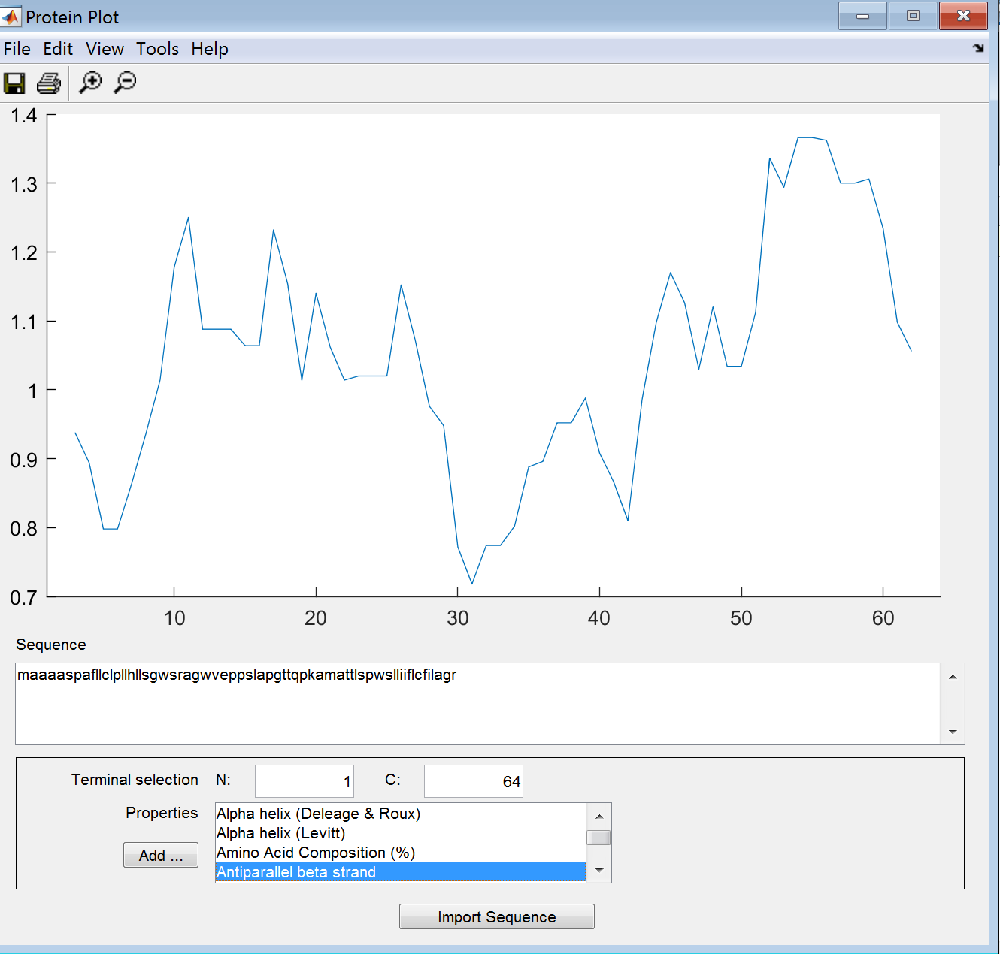 Protein Plot
File Edit View Tools Help
1.4
1.3
1.2
1.1
1
0.9
0.8
0.7
10 20 30 40 50 60
Sequence
maaaaspafllclpllhllsgwsragwveppslapgttqpkamattlspwslliiflcfilagr
Terminal selection N: 1 C: 64
Properties
Alpha helix (Deleage & Roux)
Alpha helix (Levitt)
Amino Acid Composition (%)
Add ...
Antiparallel beta strand
Import Sequence